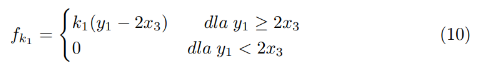 f_{k_1} = { k_1(y_1 − 2x_3) dla y_1 ≥ 2x_3
0 dla y_1 < 2x_3 (10)